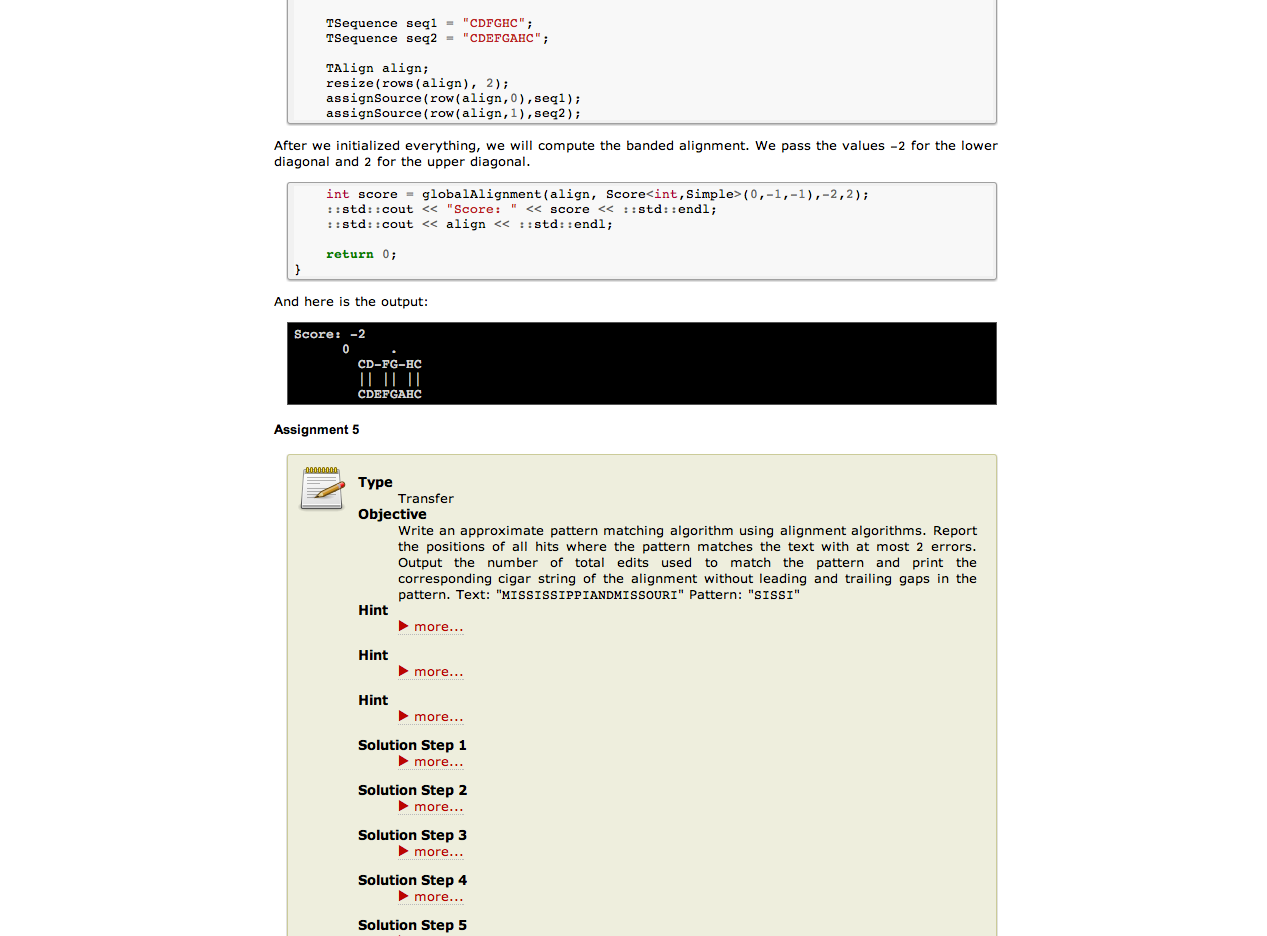 TSequence seq1 = "CDFGHC";
TSequence seq2 = "CDEFGAHC";
TAlign align;
resize(rows(align), 2);
assignSource(row(align,0),seq1);
assignSource(row(align,1),seq2);
After we initialized everything, we will compute the banded alignment. We pass the values -2 for the lower
diagonal and 2 for the upper diagonal.
int score = globalAlignment(align, Score<int,Simple>(0,-1,-1),-2,2);
::std::cout << "Score: " << score << ::std::endl;
::std::cout << align << ::std::endl;
return 0;
}
And here is the output:
Score: -2
0     .
CD-FG-HC
|| || ||
CDEFGAHC
Assignment 5
Type
Transfer
Objective
Write an approximate pattern matching algorithm using alignment algorithms. Report
the positions of all hits where the pattern matches the text with at most 2 errors.
Output the number of total edits used to match the pattern and print the
corresponding cigar string of the alignment without leading and trailing gaps in the
pattern. Text: "MISSISSIPPIANDMISSOURI" Pattern: "SISSI"
Hint
▶ more...
Hint
▶ more...
Hint
▶ more...
Solution Step 1
▶ more...
Solution Step 2
▶ more...
Solution Step 3
▶ more...
Solution Step 4
▶ more...
Solution Step 5